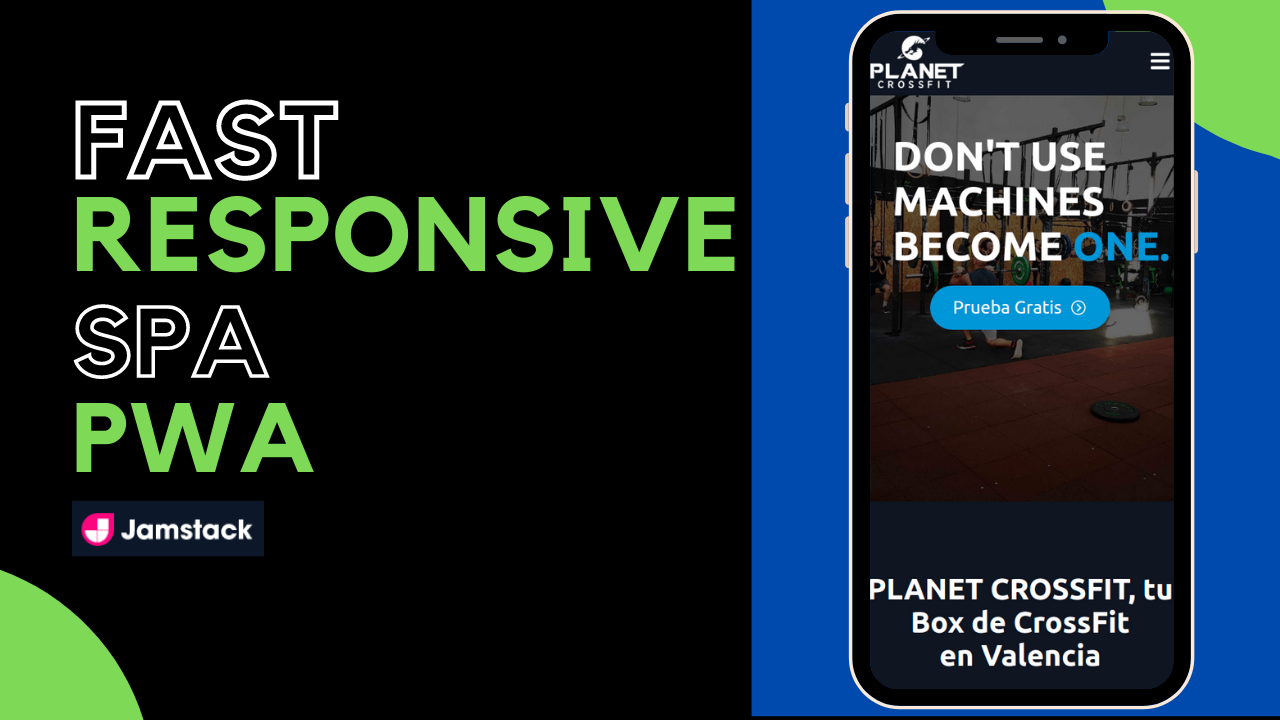 FAST
RESPONSIVE
SPA
PWA
Jamstack
PLANET
CROSSFIT
DON'T USE
MACHINES
BECOME ONE.
Prueba Gratis
PLANET CROSSFIT, tu
Box de CrossFit
en Valencia